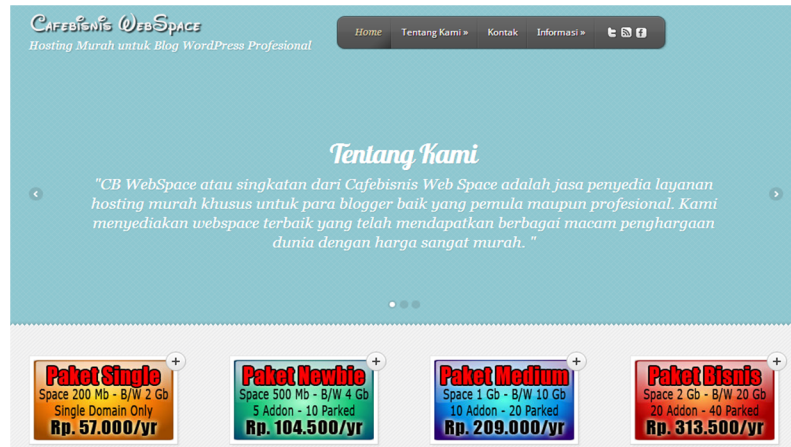 Cafebisnis WebSpace
Hosting Murah untuk Blog WordPress Profesional
Home Tentang Kami » Kontak Informasi »
Tentang Kami
"CB WebSpace atau singkatan dari Cafebisnis Web Space adalah jasa penyedia layanan
hosting murah khusus untuk para blogger baik yang pemula maupun profesional. Kami
menyediakan webspace terbaik yang telah mendapatkan berbagai macam penghargaan
dunia dengan harga sangat murah. "
Paket Single
Space 200 Mb - B/W 2 Gb
Single Domain Only
Rp. 57.000/yr
Paket Newbie
Space 500 Mb - B/W 4 Gb
5 Addon - 10 Parked
Rp. 104.500/yr
Paket Medium
Space 1 Gb - B/W 10 Gb
10 Addon - 20 Parked
Rp. 209.000/yr
Paket Bisnis
Space 2 Gb - B/W 20 Gb
20 Addon - 40 Parked
Rp. 313.500/yr